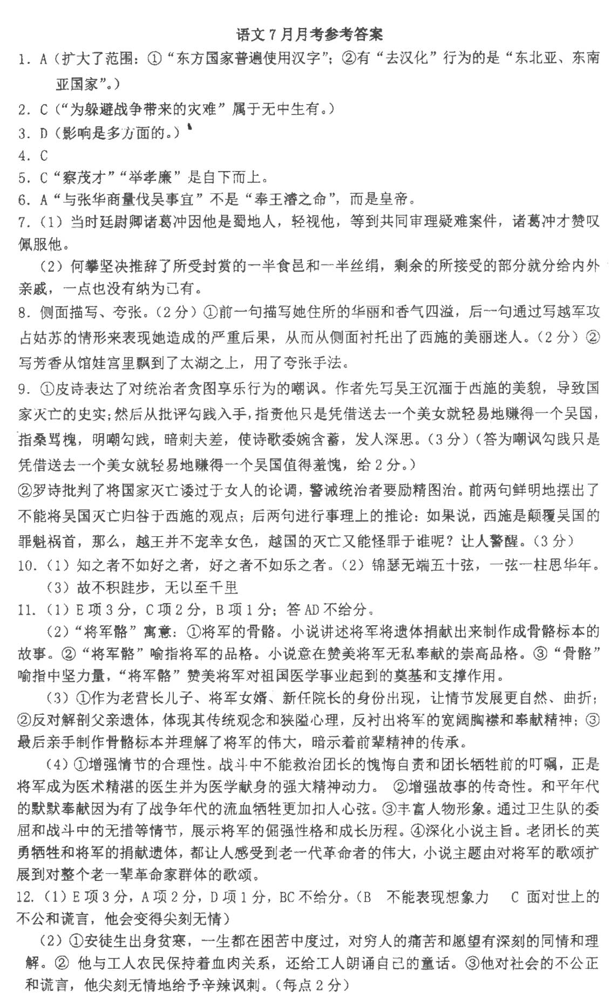 语文7月月考参考答案
1. A（扩大了范围：①“东方国家普遍使用汉字”；②有“去汉化”行为的是“东北亚、东南
亚国家”。）
2. C（“为躲避战争带来的灾难”属于无中生有。）
3. D（影响是多方面的。）
4. C
5. C“察茂才”“举孝廉”是自下而上。
6. A“与张华商量伐吴事宜”不是“奉王濬之命”，而是皇帝。
7.（1）当时廷尉卿诸葛冲因他是蜀地人，轻视他，等到共同审理疑难案件，诸葛冲才赞叹
佩服他。
（2）何攀坚决推辞了所受封赏的一半食邑和一半丝绢，剩余的所接受的部分就分给内外
亲戚，一点也没有纳为己有。
8. 侧面描写、夸张。（2分）①前一句描写她住所的华丽和香气四溢，后一句通过写越军攻
占姑苏的情形来表现她造成的严重后果，从而从侧面衬托出了西施的美丽迷人。（2分）②
写芳香从馆娃宫里飘到了太湖之上，用了夸张手法。
9. ①皮诗表达了对统治者贪图享乐行为的嘲讽。作者先写吴王沉湎于西施的美貌，导致国
家灭亡的史实；然后从批评勾践入手，指责他只是凭借送去一个美女就轻易地赚得一个吴国，
指桑骂槐，明嘲勾践，暗刺夫差，使诗歌委婉含蓄，发人深思。（3分）（答为嘲讽勾践只是
凭借送去一个美女就轻易地赚得一个吴国值得羞愧，给2分。）
②罗诗批判了将国家灭亡诿过于女人的论调，警诫统治者要励精图治。前两句鲜明地摆出了
不能将吴国灭亡归咎于西施的观点；后两句进行事理上的推论：如果说，西施是颠覆吴国的
罪魁祸首，那么，越王并不宠幸女色，越国的灭亡又能怪罪于谁呢？让人警醒。（3分）
10.（1）知之者不如好之者，好之者不如乐之者。（2）锦瑟无端五十弦，一弦一柱思华年。
（3）故不积跬步，无以至千里
11.（1）E项3分，C项2分，B项1分；答AD不给分。
（2）“将军骼”寓意：①将军的骨骼。小说讲述将军将遗体捐献出来制作成骨骼标本的
故事。②“将军骼”喻指将军的品格。小说意在赞美将军无私奉献的崇高品格。③“骨骼”
喻指中坚力量，“将军骼”赞美将军对祖国医学事业起到的奠基和支撑作用。
（3）①作为老营长儿子、将军女婿、新任院长的身份出现，让情节发展更自然、曲折；
②反对解剖父亲遗体，体现其传统观念和狭隘心理，反衬出将军的宽阔胸襟和奉献精神；③
最后亲手制作骨骼标本并理解了将军的伟大，暗示着前辈精神的传承。
（4）①增强情节的合理性。战斗中不能救治团长的愧悔自责和团长牺牲前的叮嘱，正是
将军成为医术精湛的医生并为医学献身的强大精神动力。 ②增强故事的传奇性。和平年代
的默默奉献因为有了战争年代的流血牺牲更加扣人心弦。③丰富人物形象。通过卫生队的委
屈和战斗中的无措等情节，展示将军的倔强性格和成长历程。④深化小说主旨。老团长的英
勇牺牲和将军的捐献遗体，都让人感受到老一代革命者的伟大，小说主题由对将军的歌颂扩
展到对整个老一辈革命家群体的歌颂。
12.（1）E项3分，A项2分，D项1分，BC不给分。（B 不能表现想象力 C 面对世上的
不公和谎言，他会变得尖刻无情）
（2）①安徒生出身贫寒，一生都在困苦中度过，对穷人的痛苦和愿望有深刻的同情和理
解。② 他与工人农民保持着血肉关系，还给工人朗诵自己的童话。③他对社会的不公正
和谎言，他尖刻无情地给予辛辣讽刺。（每点2分）